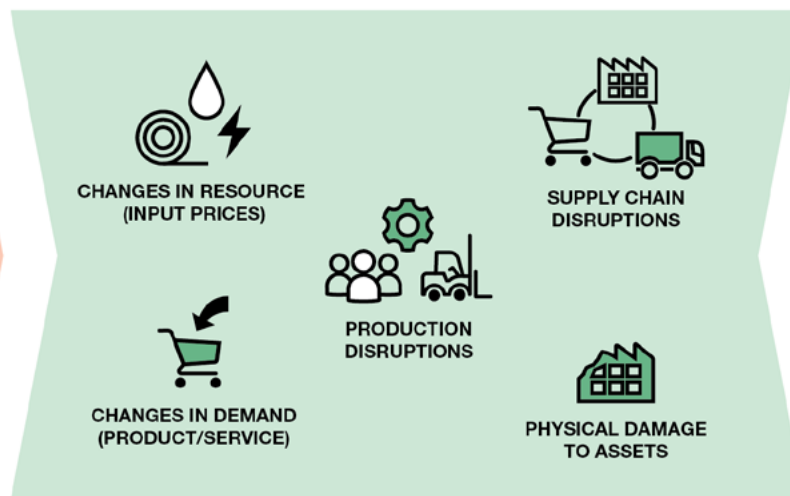 CHANGES IN RESOURCE
(INPUT PRICES)
SUPPLY CHAIN
DISRUPTIONS
PRODUCTION
DISRUPTIONS
CHANGES IN DEMAND
(PRODUCT/SERVICE)
PHYSICAL DAMAGE
TO ASSETS